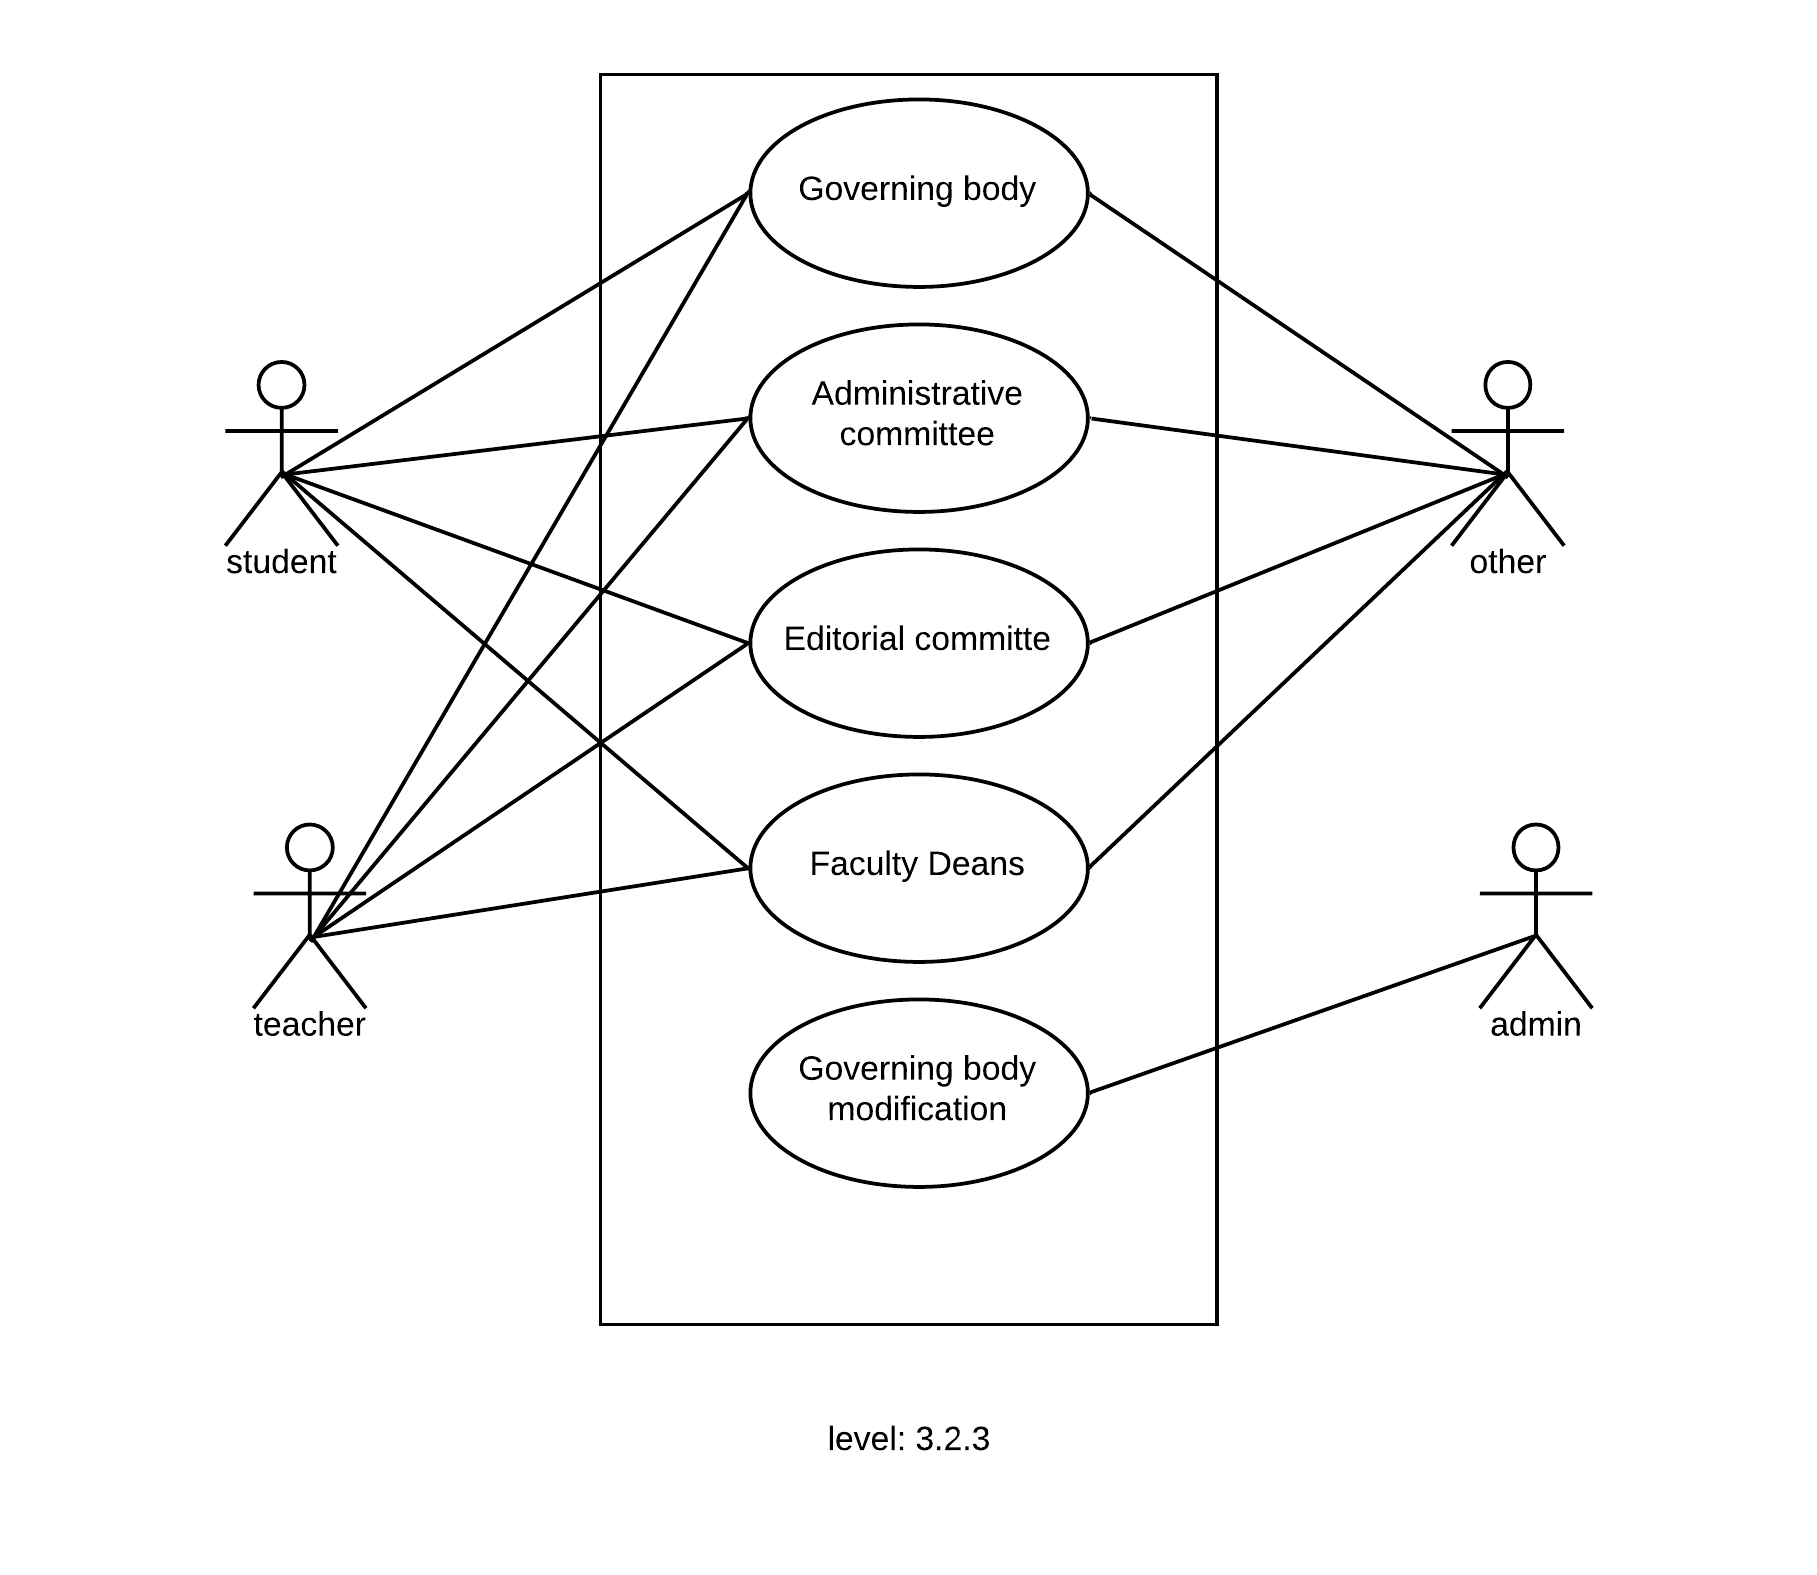 Governing body
Administrative
committee
student
other
Editorial committe
Faculty Deans
teacher
admin
Governing body
modification
level: 3.2.3